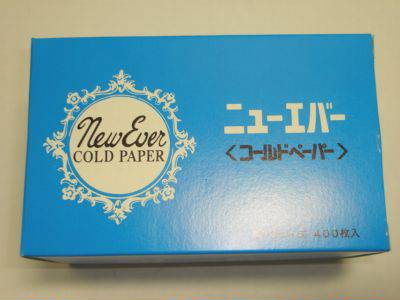 New Ever
COLD PAPER
ニューエバー
<コールドペーパー>
400枚入